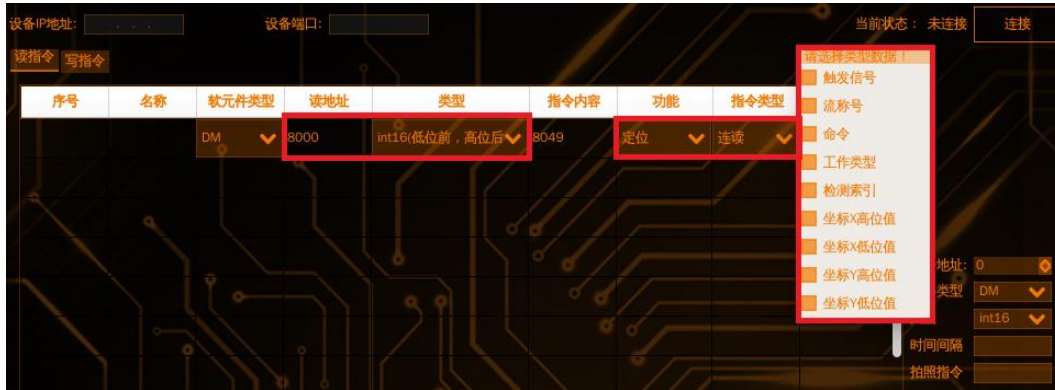 设备IP地址: . . . 设备端口: 当前状态： 未连接 连接
读指令 写指令
请选择类型数据！
序号 名称 软元件类型 读地址 类型 指令内容 功能 指令类型
DM 8000 int16(低位前，高位后 8049 定位 连读
触发信号
流称号
命令
工作类型
检测索引
坐标X高位值
坐标X低位值
坐标Y高位值
坐标Y低位值
地址: 0
类型 DM
int16
时间间隔
拍照指令